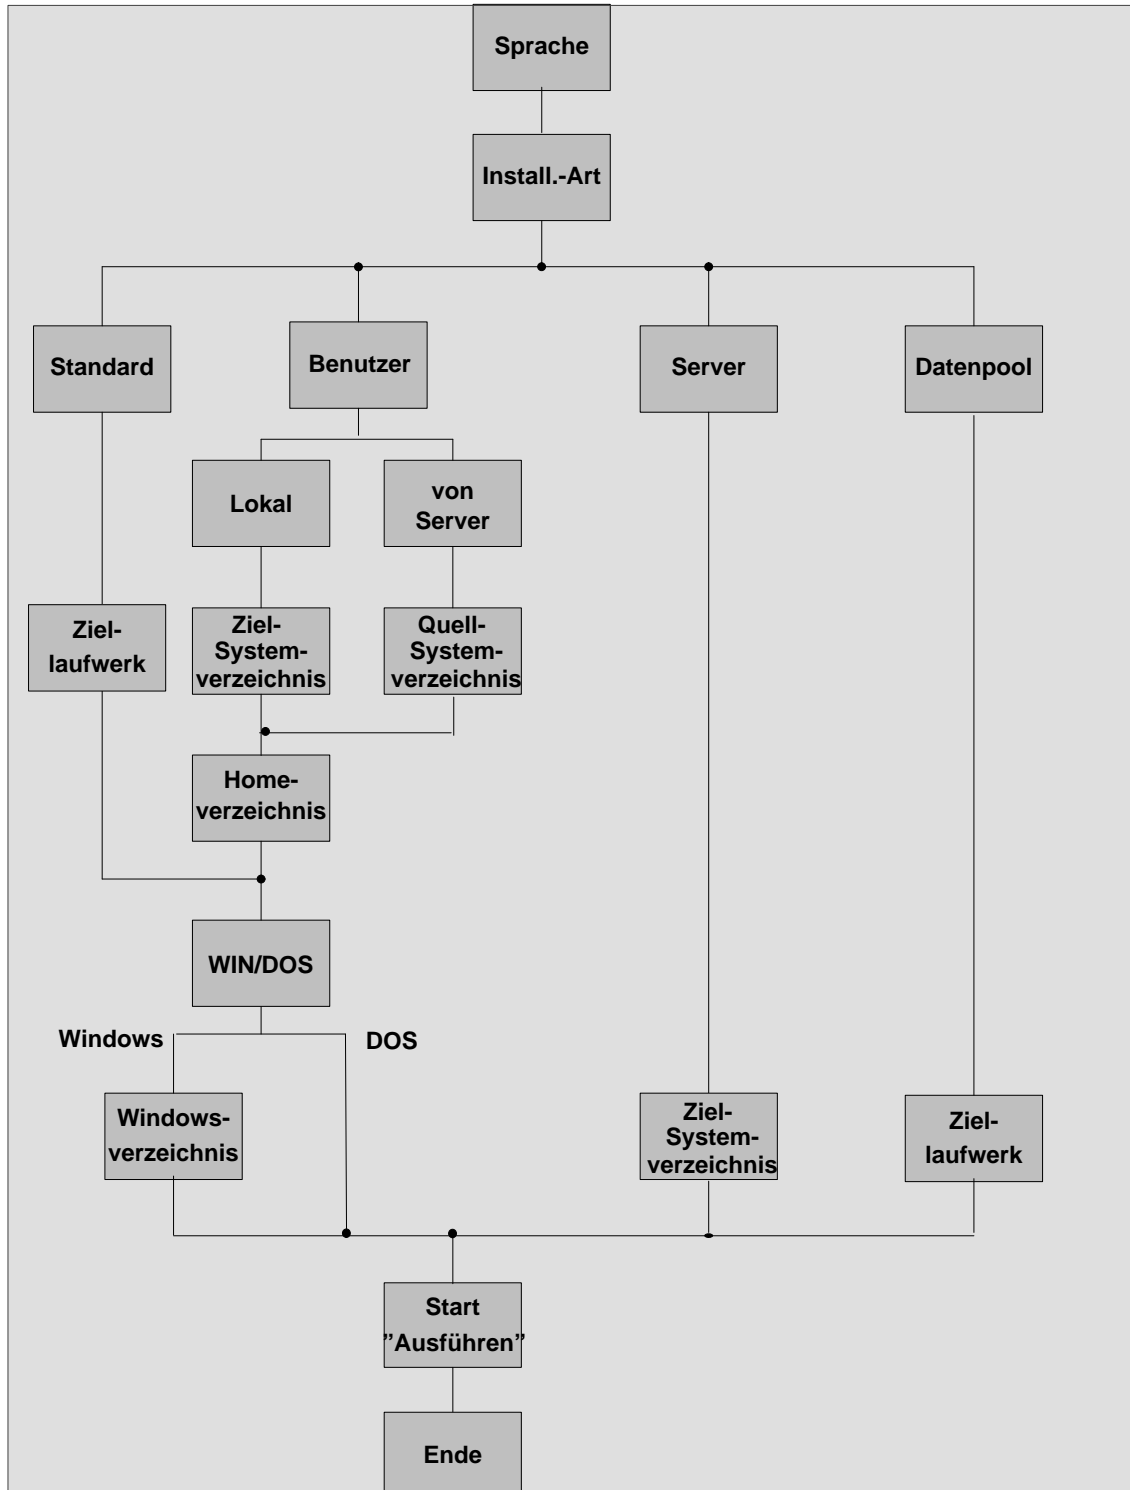 Sprache
Install.-Art
Standard
Benutzer
Server
Datenpool
Lokal
von
Server
Ziel-
laufwerk
Ziel-
System-
verzeichnis
Quell-
System-
verzeichnis
Home-
verzeichnis
WIN/DOS
Windows
DOS
Windows-
verzeichnis
Ziel-
System-
verzeichnis
Ziel-
laufwerk
Start
”Ausführen”
Ende